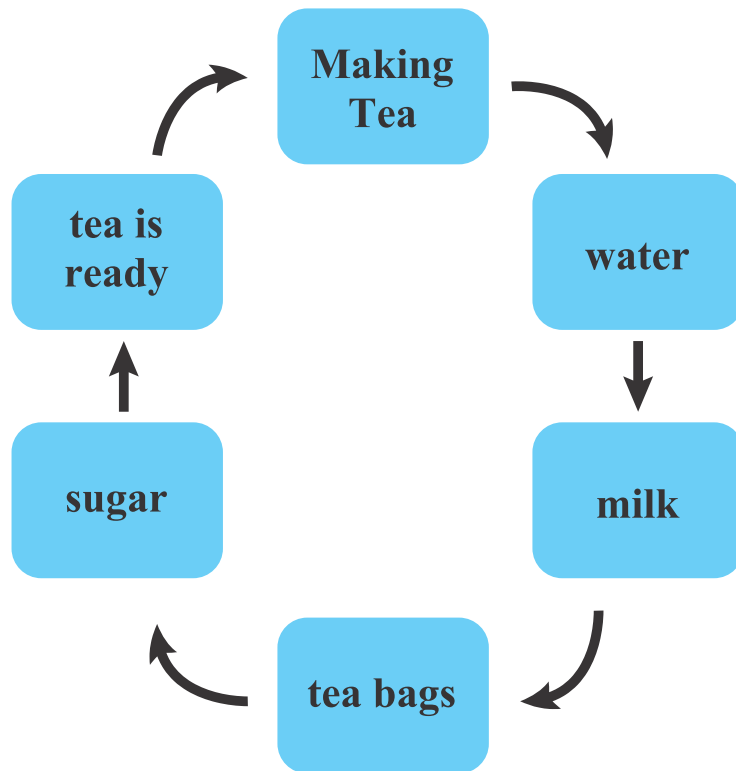 Making
Tea
water
milk
tea bags
sugar
tea is
ready